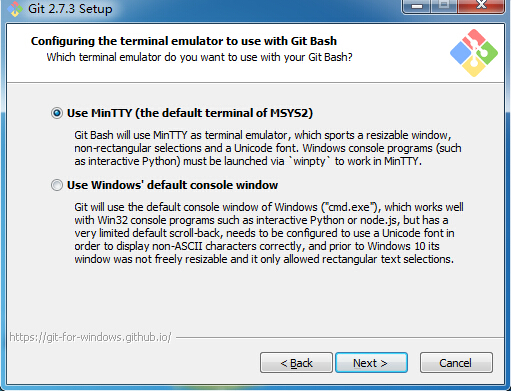 Git 2.7.3 Setup
Configuring the terminal emulator to use with Git Bash
Which terminal emulator do you want to use with your Git Bash?
Use MinTTY (the default terminal of MSYS2)
Git Bash will use MinTTY as terminal emulator, which sports a resizable window,
non-rectangular selections and a Unicode font. Windows console programs (such
as interactive Python) must be launched via `winpty` to work in MinTTY.
Use Windows' default console window
Git will use the default console window of Windows ("cmd.exe"), which works well
with Win32 console programs such as interactive Python or node.js, but has a
very limited default scroll-back, needs to be configured to use a Unicode font in
order to display non-ASCII characters correctly, and prior to Windows 10 its
window was not freely resizable and it only allowed rectangular text selections.
https://git-for-windows.github.io/
< Back
Next >
Cancel